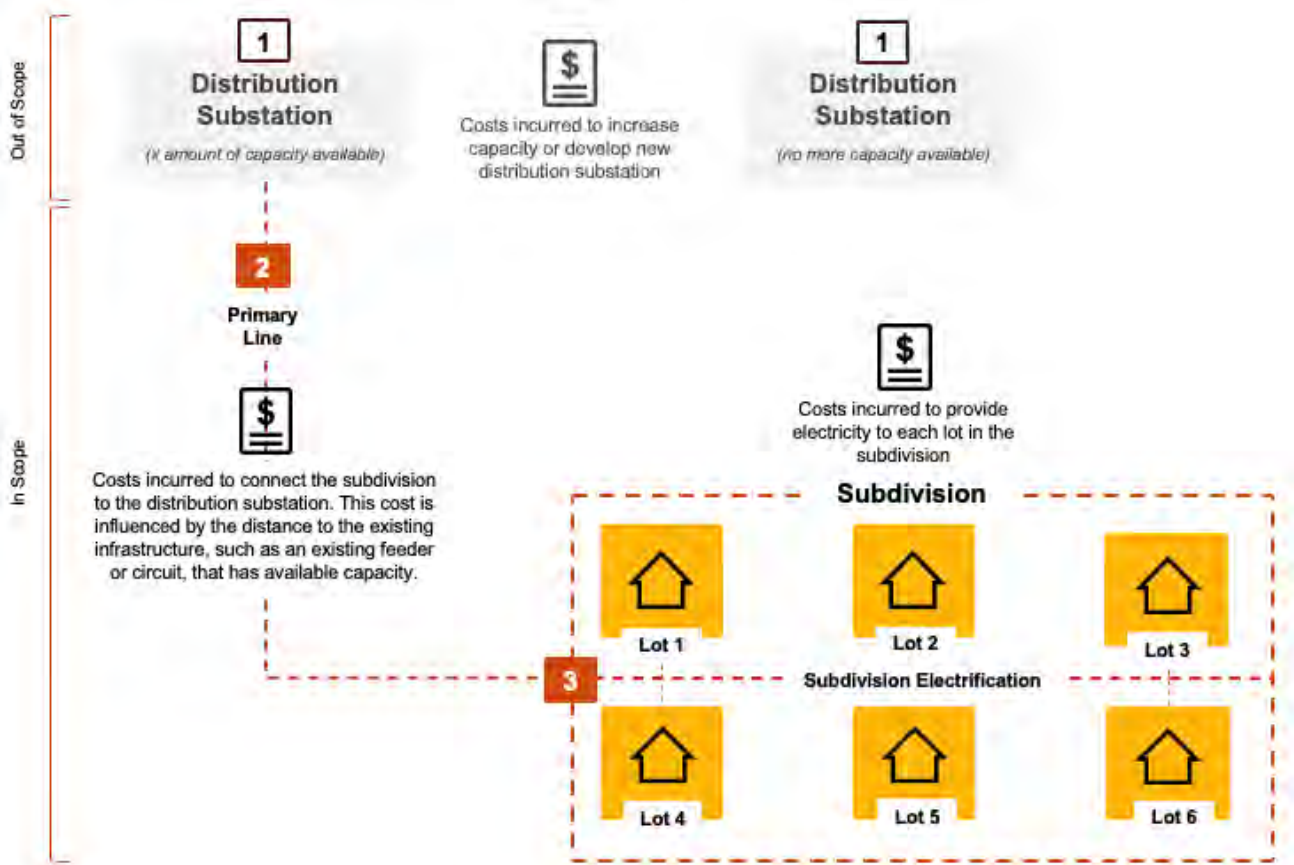 Out of Scope
1
Distribution
Substation
(x amount of capacity available)
$
Costs incurred to increase
capacity or develop new
distribution substation
1
Distribution
Substation
(no more capacity available)
In Scope
2
Primary
Line
$
Costs incurred to connect the subdivision
to the distribution substation. This cost is
influenced by the distance to the existing
infrastructure, such as an existing feeder
or circuit, that has available capacity.
$
Costs incurred to provide
electricity to each lot in the
subdivision
Subdivision
Lot 1
Lot 2
Lot 3
3
Subdivision Electrification
Lot 4
Lot 5
Lot 6